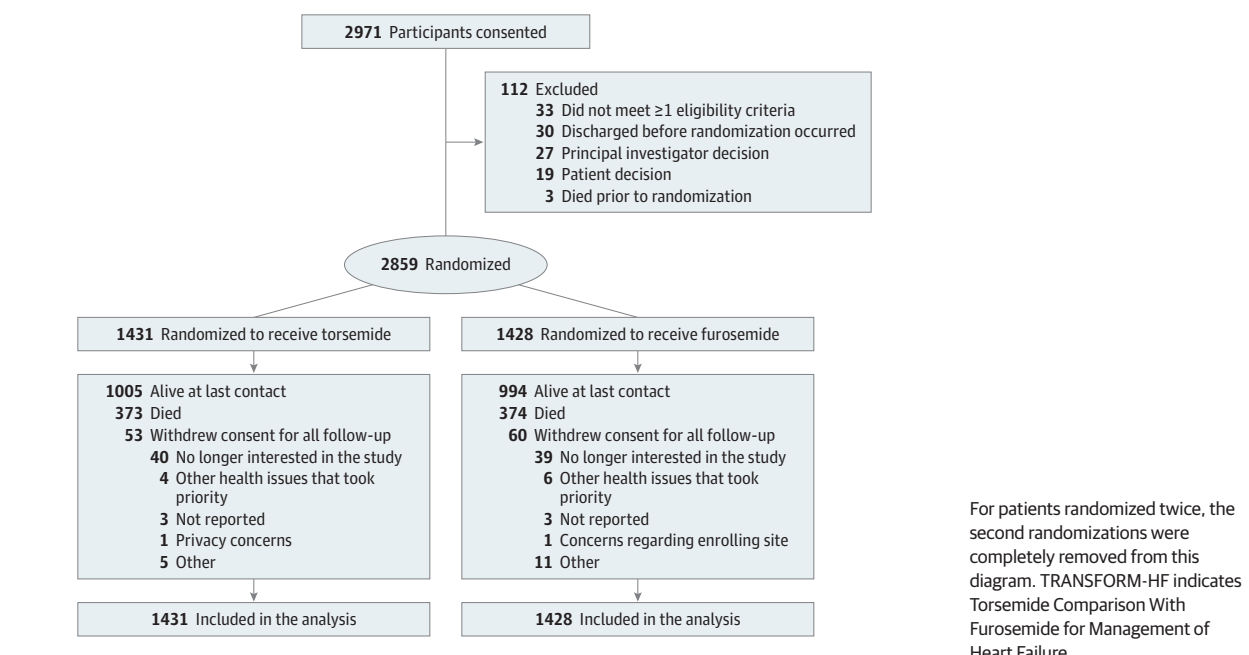 2971 Participants consented
112 Excluded
33 Did not meet ≥1 eligibility criteria
30 Discharged before randomization occurred
27 Principal investigator decision
19 Patient decision
3 Died prior to randomization
2859 Randomized
1431 Randomized to receive torsemide
1428 Randomized to receive furosemide
1005 Alive at last contact
373 Died
53 Withdrew consent for all follow-up
40 No longer interested in the study
4 Other health issues that took
priority
3 Not reported
1 Privacy concerns
5 Other
994 Alive at last contact
374 Died
60 Withdrew consent for all follow-up
39 No longer interested in the study
6 Other health issues that took
priority
3 Not reported
1 Concerns regarding enrolling site
11 Other
1431 Included in the analysis
1428 Included in the analysis
For patients randomized twice, the
second randomizations were
completely removed from this
diagram. TRANSFORM-HF indicates
Torsemide Comparison With
Furosemide for Management of
Heart Failure